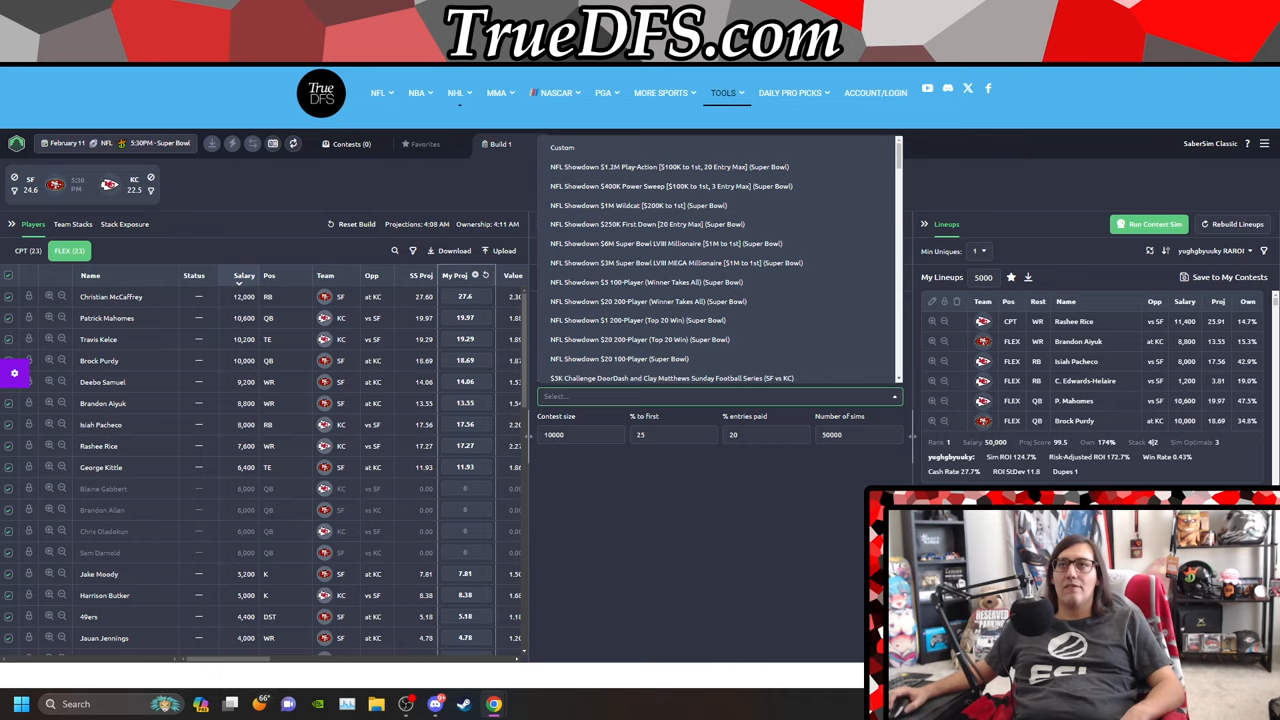 TrueDFS.com
True DFS
NFL NBA NHL MMA NASCAR PGA MORE SPORTS TOOLS DAILY PRO PICKS ACCOUNT/LOGIN
February 11 NFL 5:30PM - Super Bowl Contests (0) Favorites Build 1 SaberSim Classic ?
SF 24.6 5:30 PM KC 22.5
Players Team Stacks Stack Exposure Reset Build Projections: 4:08 AM Ownership: 4:11 AM
CPT (23) FLEX (23) Download Upload
Name Status Salary Pos Team Opp SS Proj My Proj Value
Christian McCaffrey — 12,000 RB SF at KC 27.60 27.6 2.30
Patrick Mahomes — 10,600 QB KC vs SF 19.97 19.97 1.88
Travis Kelce — 10,200 TE KC vs SF 19.29 19.29
Brock Purdy — 10,000 QB SF at KC 18.69 18.69
Deebo Samuel — 9,200 WR SF at KC 14.06 14.06
Brandon Aiyuk — 8,800 WR SF at KC 13.55 13.55
Isiah Pacheco — 8,000 RB KC vs SF 17.56 17.56
Rashee Rice — 7,600 WR KC vs SF 17.27 17.27
George Kittle — 6,400 TE SF at KC 11.93 11.93
Blaine Gabbert — 6,000 QB KC vs SF 0.00 0
Brandon Allen — 6,000 QB SF at KC 0.00 0
Chris Oladokun — 6,000 QB KC vs SF 0.00 0
Sam Darnold — 6,000 QB SF at KC 0.00 0
Jake Moody — 5,200 K SF at KC 7.81 7.81
Harrison Butker — 5,000 K KC vs SF 8.38 8.38
49ers — 4,400 DST SF at KC 5.18 5.18
Jauan Jennings — 4,000 WR SF at KC 4.78 4.78
Custom
NFL Showdown $1.2M Play-Action [$100K to 1st, 20 Entry Max] (Super Bowl)
NFL Showdown $400K Power Sweep [$100K to 1st, 3 Entry Max] (Super Bowl)
NFL Showdown $1M Wildcat [$200K to 1st] (Super Bowl)
NFL Showdown $250K First Down [20 Entry Max] (Super Bowl)
NFL Showdown $6M Super Bowl LVIII Millionaire [$1M to 1st] (Super Bowl)
NFL Showdown $3M Super Bowl LVIII MEGA Millionaire [$1M to 1st] (Super Bowl)
NFL Showdown $5 100-Player (Winner Takes All) (Super Bowl)
NFL Showdown $20 200-Player (Winner Takes All) (Super Bowl)
NFL Showdown $1 200-Player (Top 20 Win) (Super Bowl)
NFL Showdown $20 200-Player (Top 20 Win) (Super Bowl)
NFL Showdown $20 100-Player (Super Bowl)
$5K Challenge DoorDash and Clay Matthews Sunday Football Series (SF vs KC)
Select...
Contest size % to first % entries paid Number of sims
10000 25 20 50000
Lineups Run Contest Sim Rebuild Lineups
Min Uniques: 1 yughgbyuuky RAROI
My Lineups 5000 Save to My Contests
Team Pos Rost Name Opp Salary Proj Own
CPT WR Rashee Rice vs SF 11,400 25.91 14.7%
FLEX WR Brandon Aiyuk at KC 8,800 13.55 15.3%
FLEX RB Isiah Pacheco vs SF 8,000 17.56 42.9%
FLEX RB C. Edwards-Helaire vs SF 1,200 3.81 19.0%
FLEX QB P. Mahomes vs SF 10,600 19.97 47.5%
FLEX QB Brock Purdy at KC 10,000 18.69 34.8%
Rank 1 Salary 50,000 Proj Score 99.5 Own 174% Stack 4|2 Sim Optimals 3
yughgbyuuky: Sim ROI 124.7% Risk-Adjusted ROI 172.7% Win Rate 0.43%
Cash Rate 27.7% ROI StDev 11.8 Dupes 1
RESERVED PARKING
ESL
66°
Search